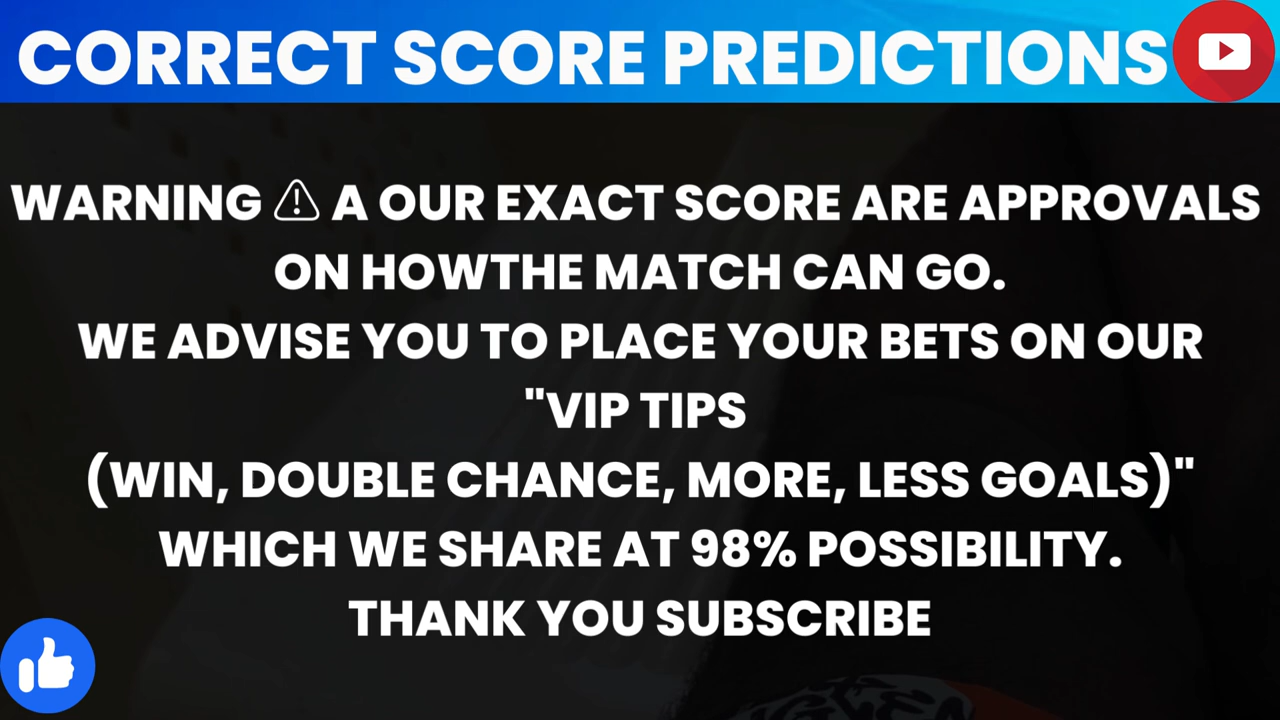 CORRECT SCORE PREDICTIONS
WARNING ⚠ A OUR EXACT SCORE ARE APPROVALS
ON HOWTHE MATCH CAN GO.
WE ADVISE YOU TO PLACE YOUR BETS ON OUR
"VIP TIPS
(WIN, DOUBLE CHANCE, MORE, LESS GOALS)"
WHICH WE SHARE AT 98% POSSIBILITY.
THANK YOU SUBSCRIBE